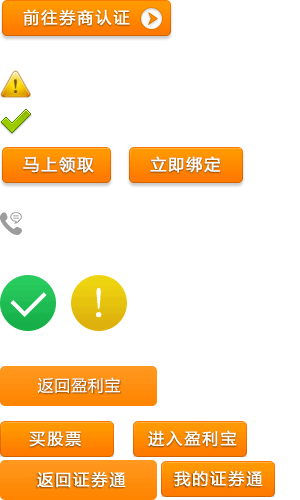 前往券商认证
马上领取 立即绑定
返回盈利宝
买股票 进入盈利宝
返回证券通 我的证券通